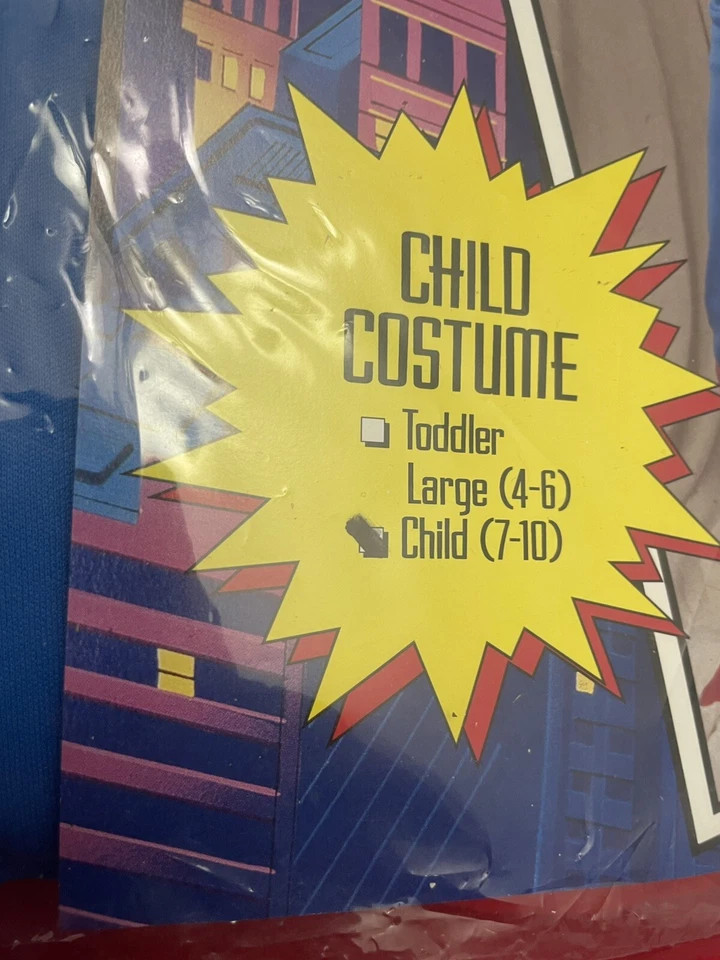 CHILD
COSTUME
Toddler
Large (4-6)
Child (7-10)